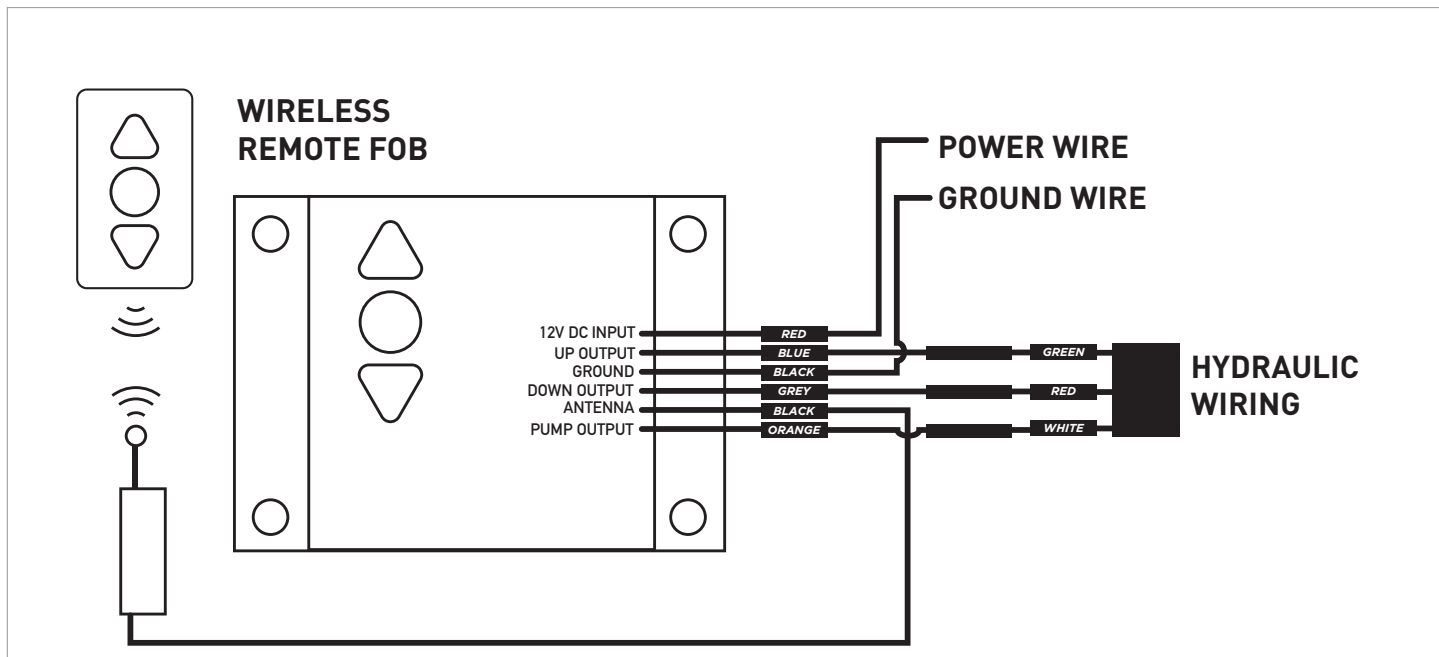 WIRELESS
REMOTE FOB
POWER WIRE
GROUND WIRE
12V DC INPUT
RED
UP OUTPUT
BLUE
GREEN
GROUND
BLACK
DOWN OUTPUT
GREY
RED
ANTENNA
BLACK
PUMP OUTPUT
ORANGE
WHITE
HYDRAULIC
WIRING